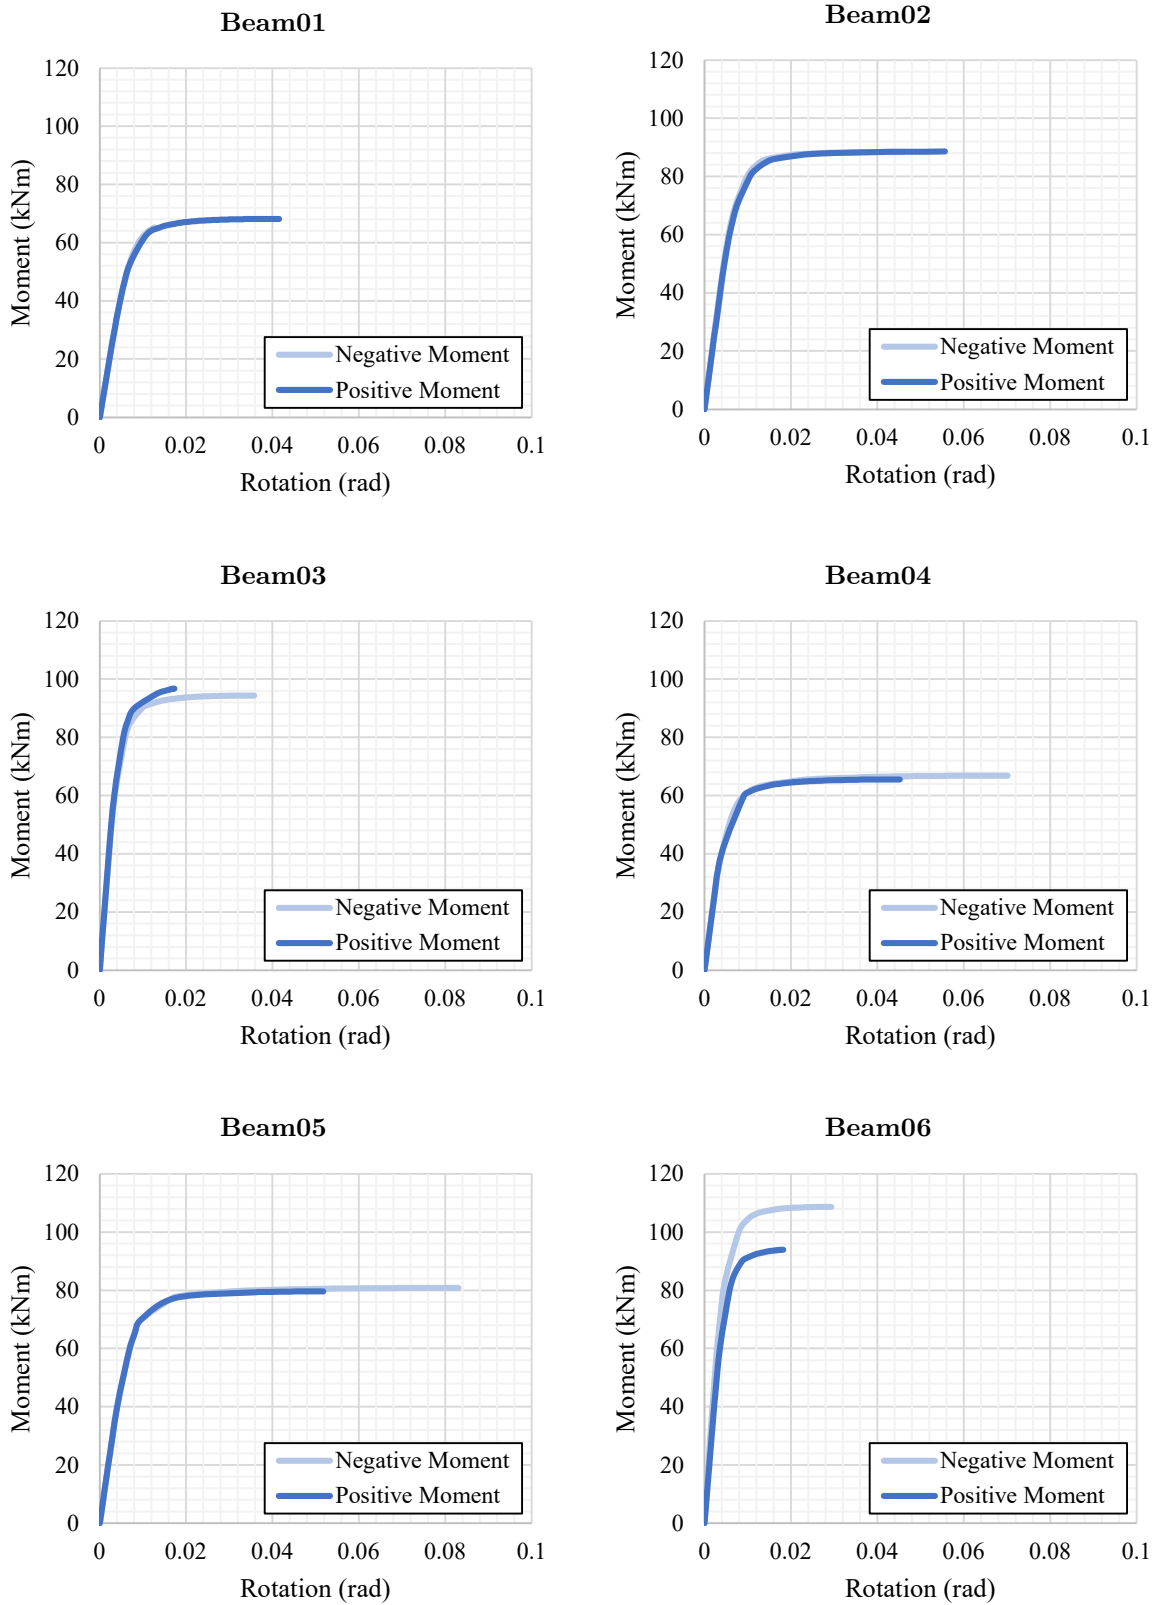 Beam01
120
100
80
60
40
20
0
Moment (kNm)
Negative Moment
Positive Moment
0 0.02 0.04 0.06 0.08 0.1
Rotation (rad)
Beam02
120
100
80
60
40
20
0
Moment (kNm)
Negative Moment
Positive Moment
0 0.02 0.04 0.06 0.08 0.1
Rotation (rad)
Beam03
120
100
80
60
40
20
0
Moment (kNm)
Negative Moment
Positive Moment
0 0.02 0.04 0.06 0.08 0.1
Rotation (rad)
Beam04
120
100
80
60
40
20
0
Moment (kNm)
Negative Moment
Positive Moment
0 0.02 0.04 0.06 0.08 0.1
Rotation (rad)
Beam05
120
100
80
60
40
20
0
Moment (kNm)
Negative Moment
Positive Moment
0 0.02 0.04 0.06 0.08 0.1
Rotation (rad)
Beam06
120
100
80
60
40
20
0
Moment (kNm)
Negative Moment
Positive Moment
0 0.02 0.04 0.06 0.08 0.1
Rotation (rad)